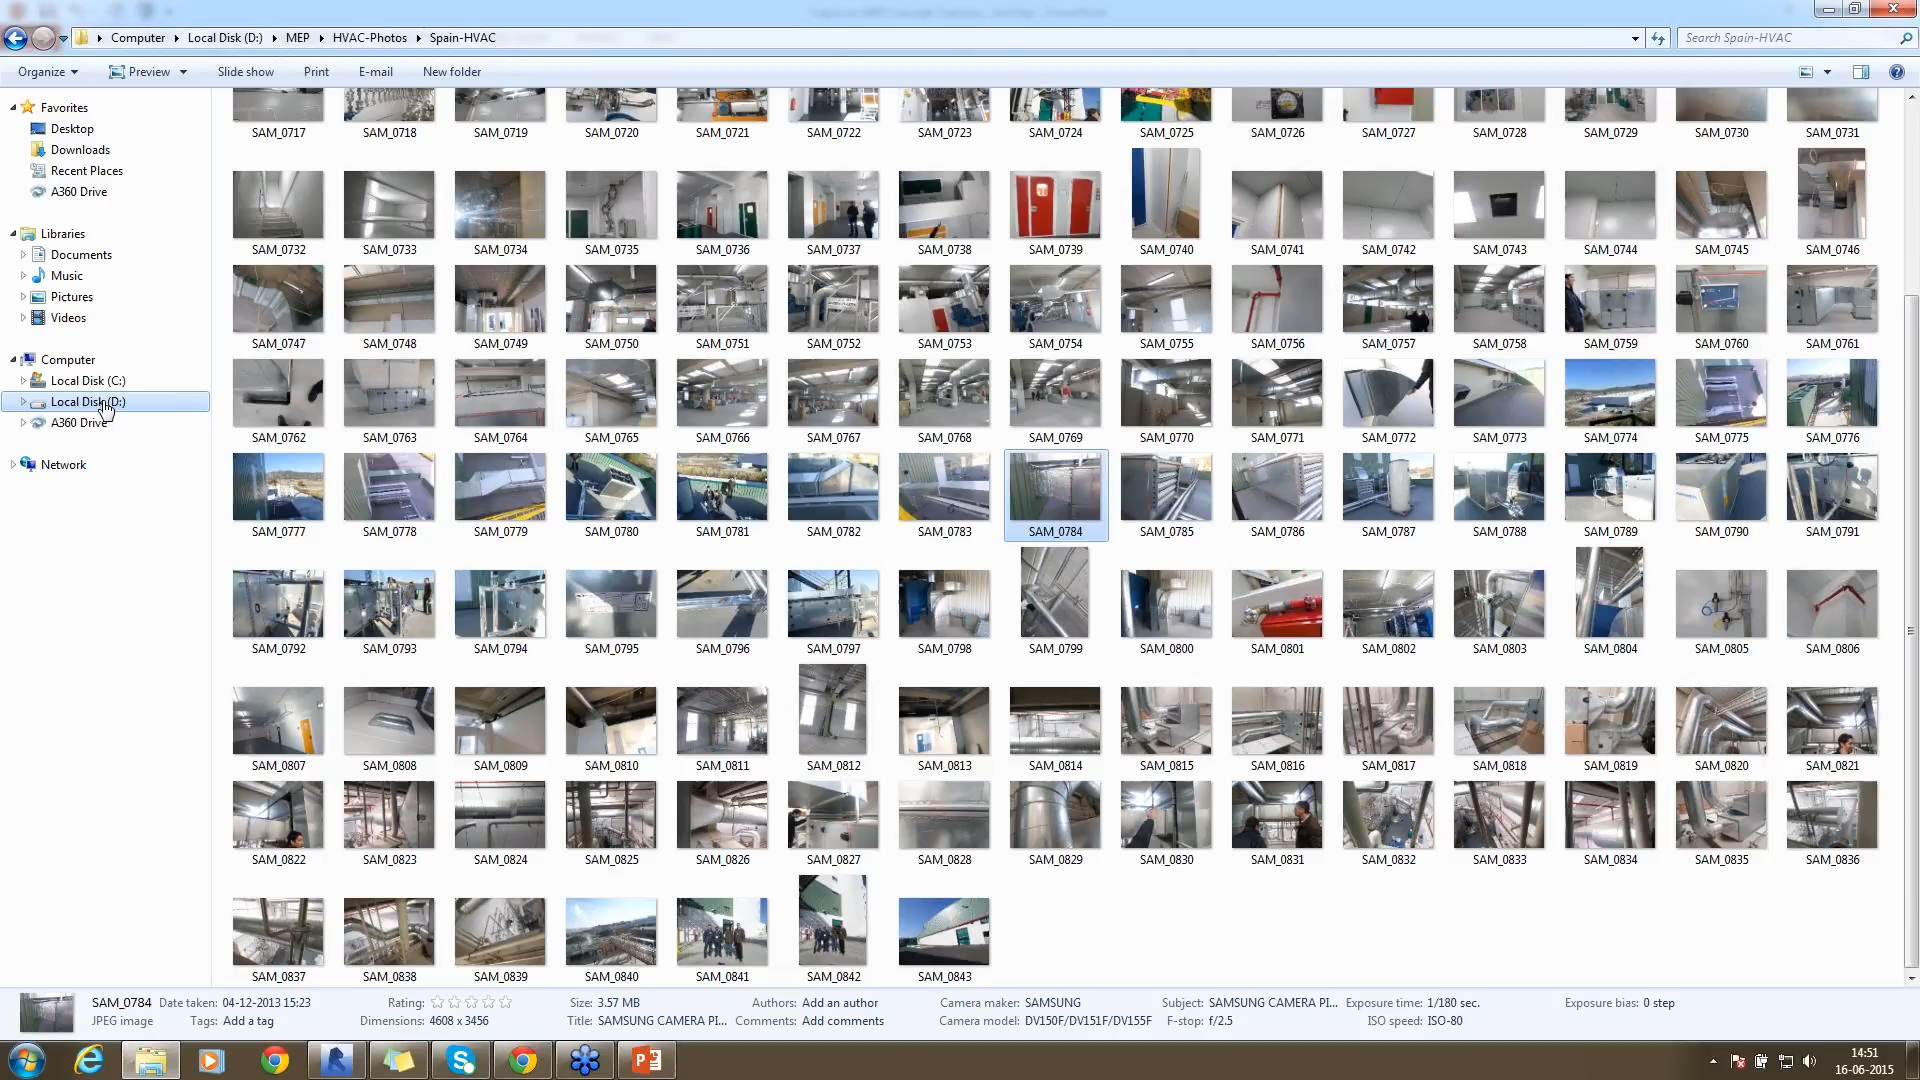 Computer Local Disk (D:) MEP HVAC-Photos Spain-HVAC
Search Spain-HVAC
Organize Preview Slide show Print E-mail New folder
Favorites
Desktop
Downloads
Recent Places
A360 Drive
Libraries
Documents
Music
Pictures
Videos
Computer
Local Disk (C:)
Local Disk (D:)
A360 Drive
Network
SAM_0717 SAM_0718 SAM_0719 SAM_0720 SAM_0721 SAM_0722 SAM_0723 SAM_0724 SAM_0725 SAM_0726 SAM_0727 SAM_0728 SAM_0729 SAM_0730 SAM_0731
SAM_0732 SAM_0733 SAM_0734 SAM_0735 SAM_0736 SAM_0737 SAM_0738 SAM_0739 SAM_0740 SAM_0741 SAM_0742 SAM_0743 SAM_0744 SAM_0745 SAM_0746
SAM_0747 SAM_0748 SAM_0749 SAM_0750 SAM_0751 SAM_0752 SAM_0753 SAM_0754 SAM_0755 SAM_0756 SAM_0757 SAM_0758 SAM_0759 SAM_0760 SAM_0761
SAM_0762 SAM_0763 SAM_0764 SAM_0765 SAM_0766 SAM_0767 SAM_0768 SAM_0769 SAM_0770 SAM_0771 SAM_0772 SAM_0773 SAM_0774 SAM_0775 SAM_0776
SAM_0777 SAM_0778 SAM_0779 SAM_0780 SAM_0781 SAM_0782 SAM_0783 SAM_0784 SAM_0785 SAM_0786 SAM_0787 SAM_0788 SAM_0789 SAM_0790 SAM_0791
SAM_0792 SAM_0793 SAM_0794 SAM_0795 SAM_0796 SAM_0797 SAM_0798 SAM_0799 SAM_0800 SAM_0801 SAM_0802 SAM_0803 SAM_0804 SAM_0805 SAM_0806
SAM_0807 SAM_0808 SAM_0809 SAM_0810 SAM_0811 SAM_0812 SAM_0813 SAM_0814 SAM_0815 SAM_0816 SAM_0817 SAM_0818 SAM_0819 SAM_0820 SAM_0821
SAM_0822 SAM_0823 SAM_0824 SAM_0825 SAM_0826 SAM_0827 SAM_0828 SAM_0829 SAM_0830 SAM_0831 SAM_0832 SAM_0833 SAM_0834 SAM_0835 SAM_0836
SAM_0837 SAM_0838 SAM_0839 SAM_0840 SAM_0841 SAM_0842 SAM_0843
SAM_0784 Date taken: 04-12-2013 15:23 Rating: Size: 3.57 MB Authors: Add an author Camera maker: SAMSUNG Subject: SAMSUNG CAMERA PI... Exposure time: 1/180 sec. Exposure bias: 0 step
JPEG image Tags: Add a tag Dimensions: 4608 x 3456 Title: SAMSUNG CAMERA PI... Comments: Add comments Camera model: DV150F/DV151F/DV155F F-stop: f/2.5 ISO speed: ISO-80
14:51
16-06-2015